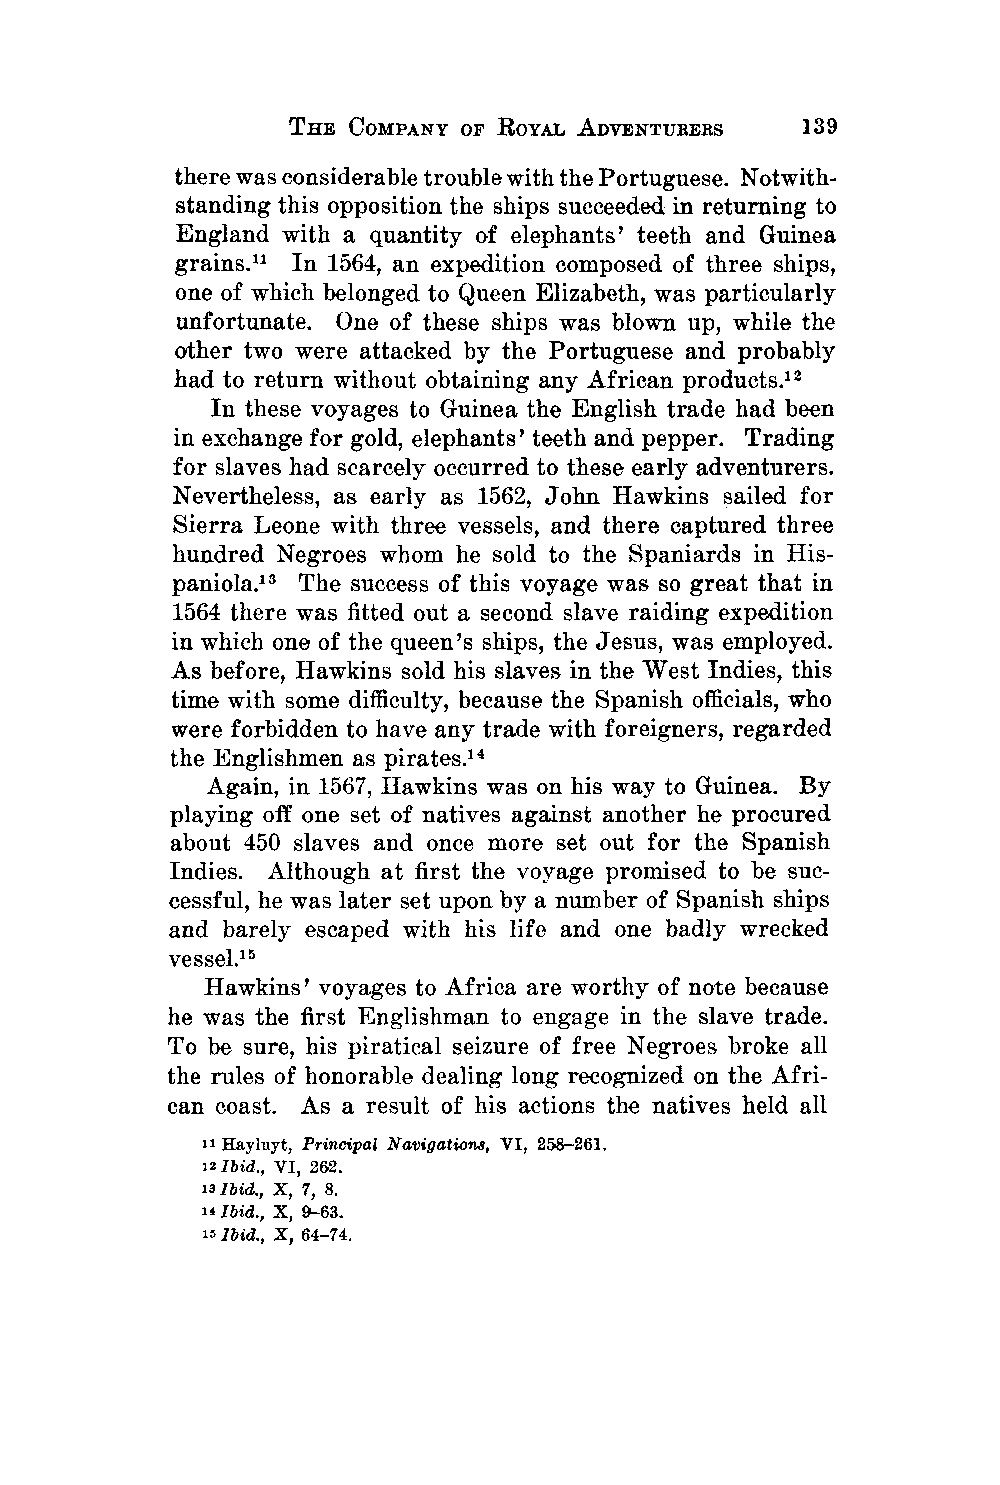 THE COMPANY OF ROYAL ADVENTURERS 139
there was considerable trouble with the Portuguese. Notwith-
standing this opposition the ships succeeded in returning to
England with a quantity of elephants' teeth and Guinea
grains.¹¹ In 1564, an expedition composed of three ships,
one of which belonged to Queen Elizabeth, was particularly
unfortunate. One of these ships was blown up, while the
other two were attacked by the Portuguese and probably
had to return without obtaining any African products.¹²
In these voyages to Guinea the English trade had been
in exchange for gold, elephants' teeth and pepper. Trading
for slaves had scarcely occurred to these early adventurers.
Nevertheless, as early as 1562, John Hawkins sailed for
Sierra Leone with three vessels, and there captured three
hundred Negroes whom he sold to the Spaniards in His-
paniola.¹³ The success of this voyage was so great that in
1564 there was fitted out a second slave raiding expedition
in which one of the queen's ships, the Jesus, was employed.
As before, Hawkins sold his slaves in the West Indies, this
time with some difficulty, because the Spanish officials, who
were forbidden to have any trade with foreigners, regarded
the Englishmen as pirates.¹⁴
Again, in 1567, Hawkins was on his way to Guinea. By
playing off one set of natives against another he procured
about 450 slaves and once more set out for the Spanish
Indies. Although at first the voyage promised to be suc-
cessful, he was later set upon by a number of Spanish ships
and barely escaped with his life and one badly wrecked
vessel.¹⁵
Hawkins' voyages to Africa are worthy of note because
he was the first Englishman to engage in the slave trade.
To be sure, his piratical seizure of free Negroes broke all
the rules of honorable dealing long recognized on the Afri-
can coast. As a result of his actions the natives held all
¹¹ Hayluyt, Principal Navigations, VI, 258–261.
¹² Ibid., VI, 262.
¹³ Ibid., X, 7, 8.
¹⁴ Ibid., X, 9–63.
¹⁵ Ibid., X, 64–74.